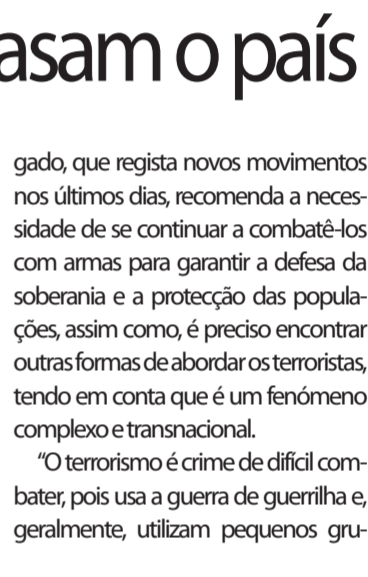 asam o país
gado, que regista novos movimentos
nos últimos dias, recomenda a neces-
sidade de se continuar a combatê-los
com armas para garantir a defesa da
soberania e a protecção das popula-
ções, assim como, é preciso encontrar
outras formas de abordar os terroristas,
tendo em conta que é um fenómeno
complexo e transnacional.
“O terrorismo é crime de difícil com-
bater, pois usa a guerra de guerrilha e,
geralmente, utilizam pequenos gru-